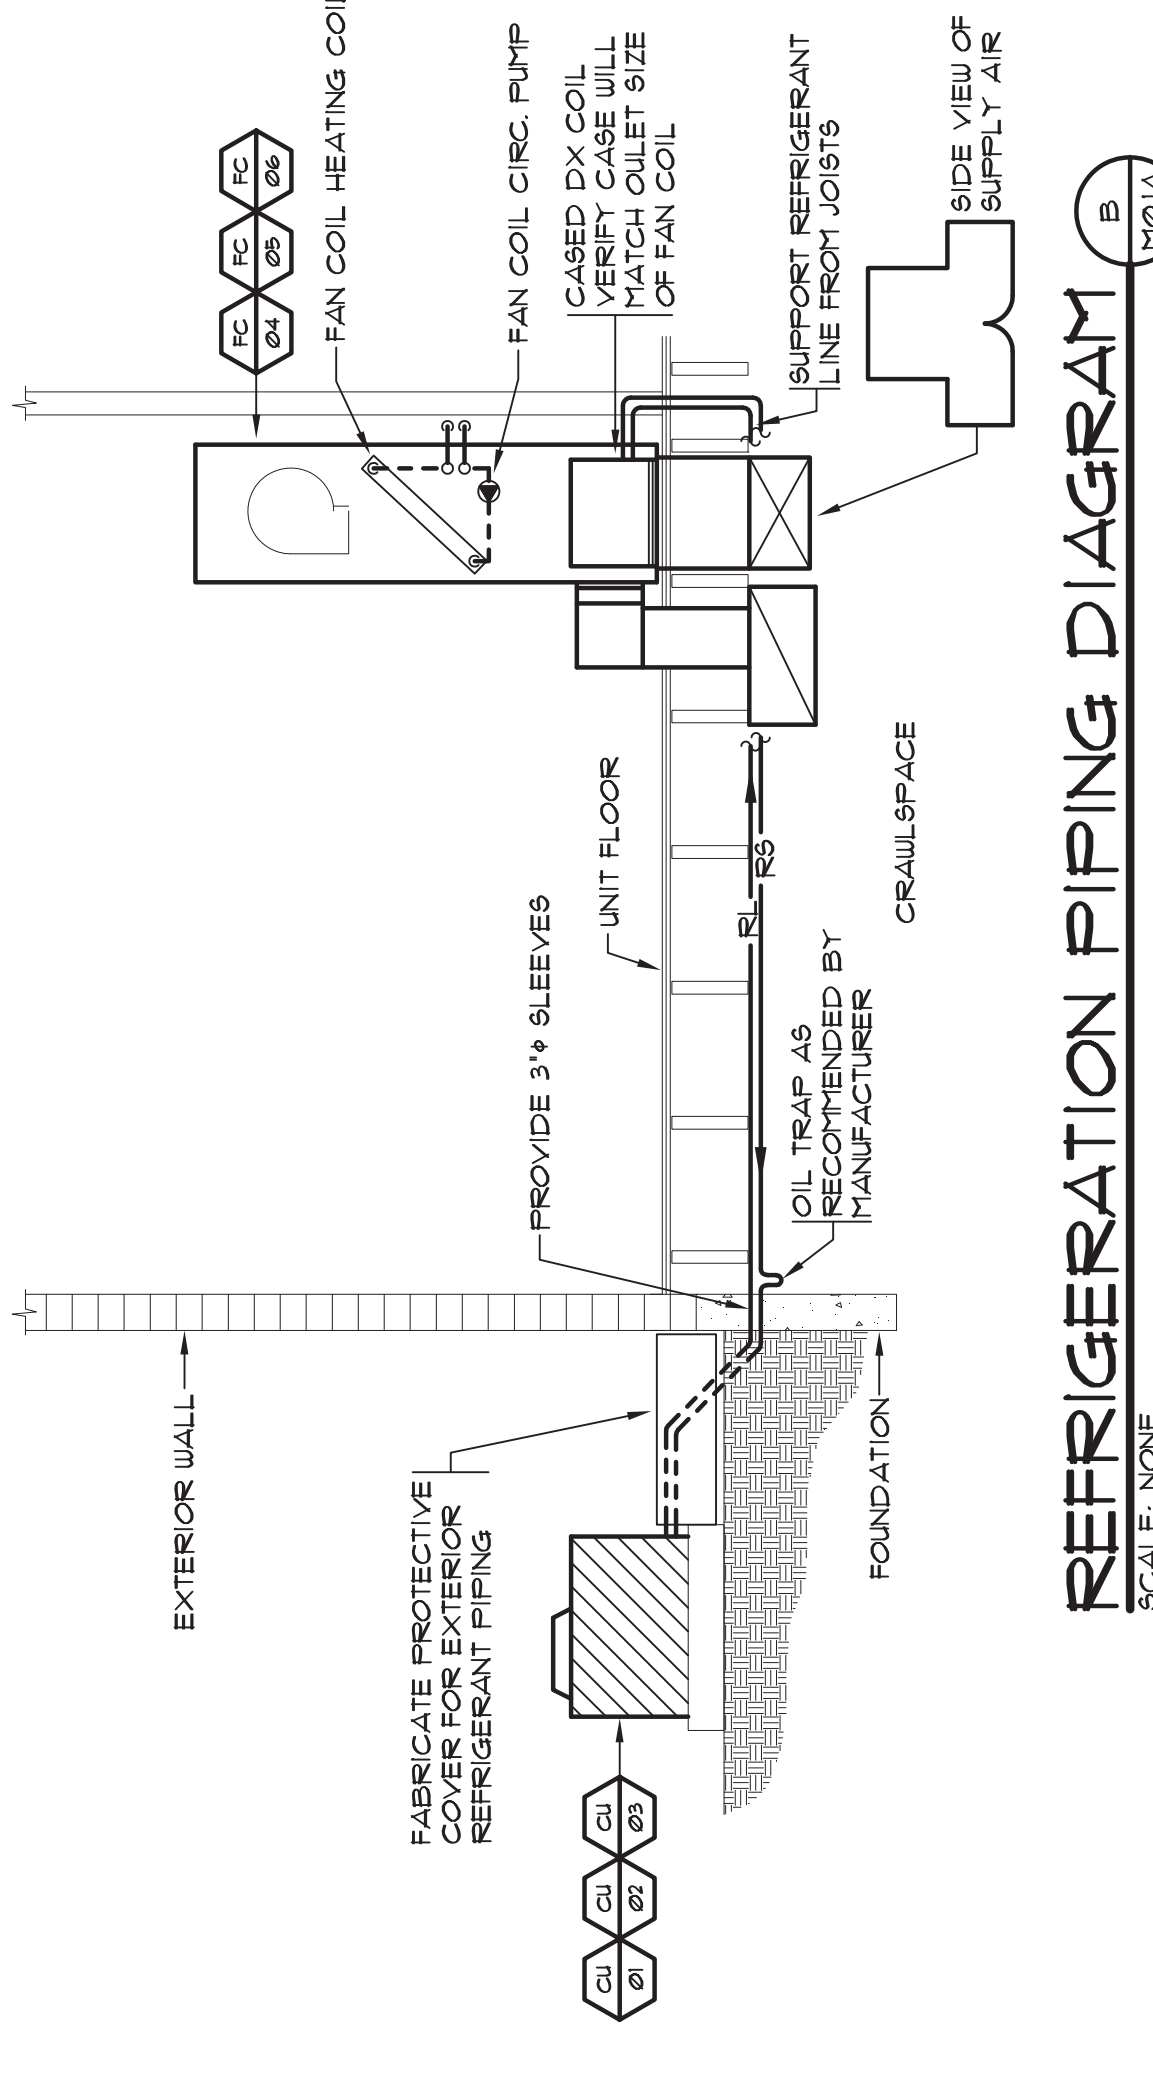 FC
04
FC
05
FC
06
FAN COIL HEATING COIL
FAN COIL CIRC. PUMP
CASED DX COIL
VERIFY CASE WILL
MATCH OULET SIZE
OF FAN COIL
SUPPORT REFRIGERANT
LINE FROM JOISTS
SIDE VIEW OF
SUPPLY AIR
UNIT FLOOR
PROVIDE 3"Φ SLEEVES
RL
RS
CRAWLSPACE
OIL TRAP AS
RECOMMENDED BY
MANUFACTURER
EXTERIOR WALL
FABRICATE PROTECTIVE
COVER FOR EXTERIOR
REFRIGERANT PIPING
FOUNDATION
CU
01
CU
02
CU
03
REFRIGERATION PIPING DIAGRAM
B
SCALE: NONE